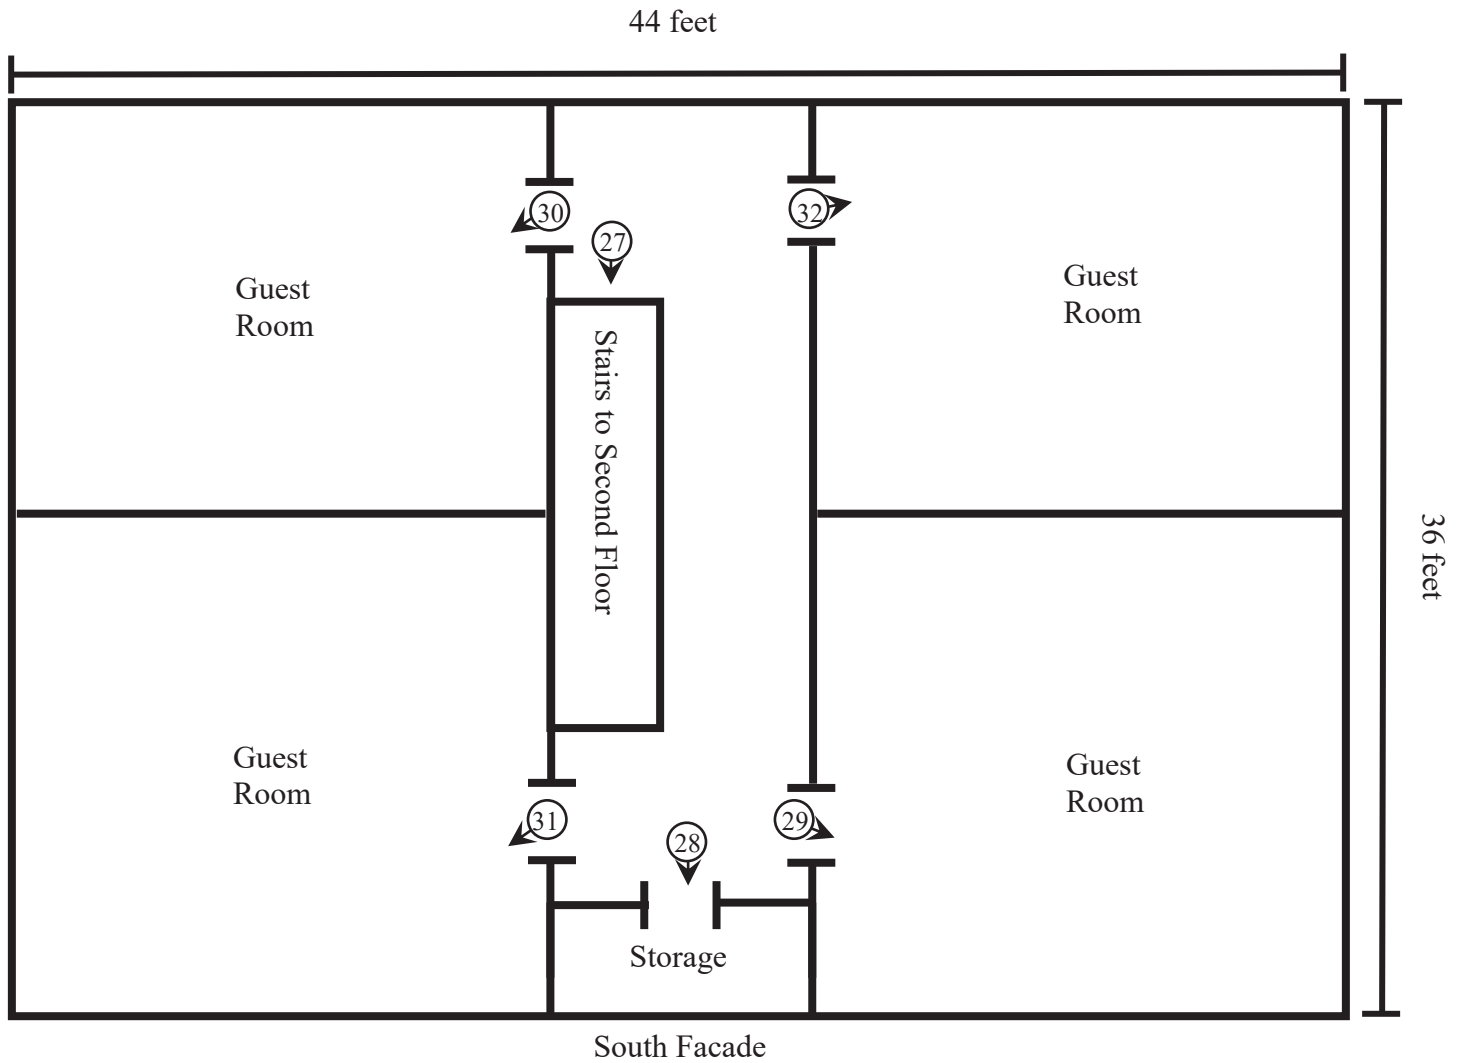 44 feet
30
32
27
Guest
Room
Guest
Room
Stairs to Second Floor
36 feet
Guest
Room
Guest
Room
31
29
28
Storage
South Facade